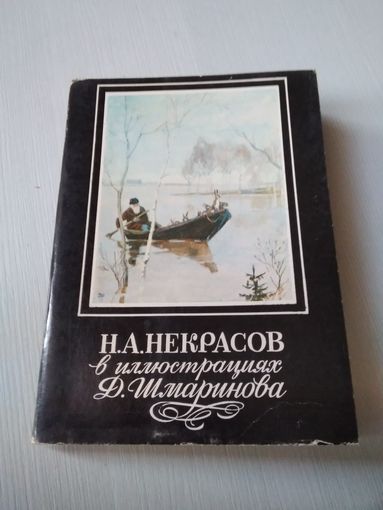 Н.А.НЕКРАСОВ
в иллюстрациях
Д.Шмаринова